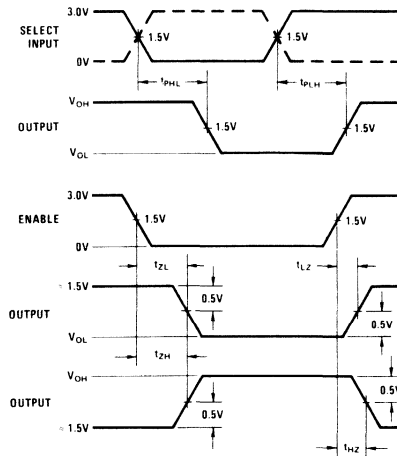 3.0V
SELECT
INPUT
1.5V
1.5V
0V
tPHL
tPLH
VOH
OUTPUT
1.5V
1.5V
VOL
3.0V
ENABLE
1.5V
1.5V
0V
tZL
tLZ
≈ 1.5V
0.5V
OUTPUT
0.5V
VOL
tZH
VOH
0.5V
OUTPUT
0.5V
≈ 1.5V
tHZ